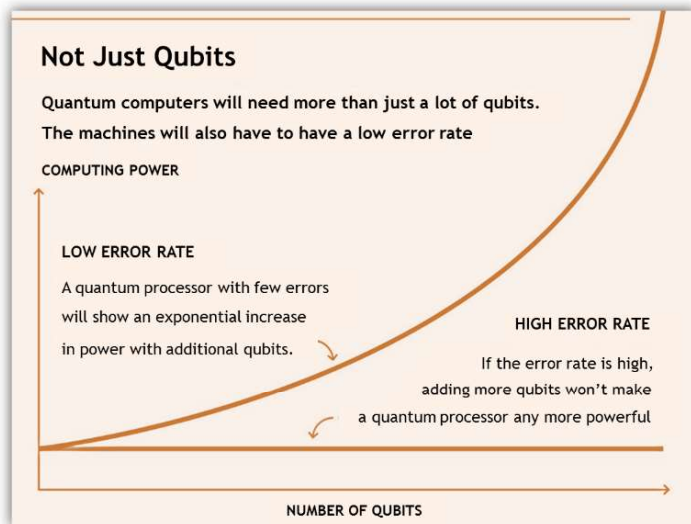 Not Just Qubits
Quantum computers will need more than just a lot of qubits.
The machines will also have to have a low error rate
COMPUTING POWER
LOW ERROR RATE
A quantum processor with few errors
will show an exponential increase
in power with additional qubits.
HIGH ERROR RATE
If the error rate is high,
adding more qubits won’t make
a quantum processor any more powerful
NUMBER OF QUBITS